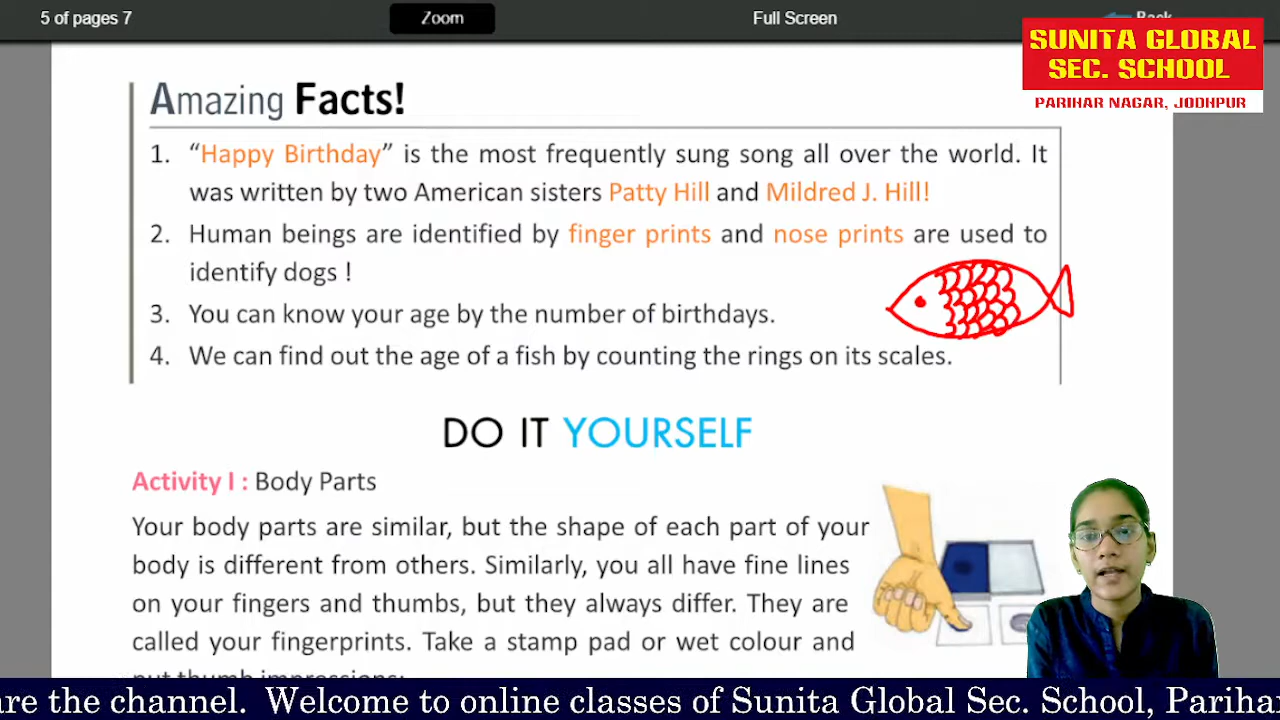 5 of pages 7
Zoom
Full Screen
Back
SUNITA GLOBAL
SEC. SCHOOL
PARIHAR NAGAR, JODHPUR
Amazing Facts!
1. “Happy Birthday” is the most frequently sung song all over the world. It
was written by two American sisters Patty Hill and Mildred J. Hill!
2. Human beings are identified by finger prints and nose prints are used to
identify dogs !
3. You can know your age by the number of birthdays.
4. We can find out the age of a fish by counting the rings on its scales.
DO IT YOURSELF
Activity I : Body Parts
Your body parts are similar, but the shape of each part of your
body is different from others. Similarly, you all have fine lines
on your fingers and thumbs, but they always differ. They are
called your fingerprints. Take a stamp pad or wet colour and
put thumb impressions:
are the channel. Welcome to online classes of Sunita Global Sec. School, Parihar